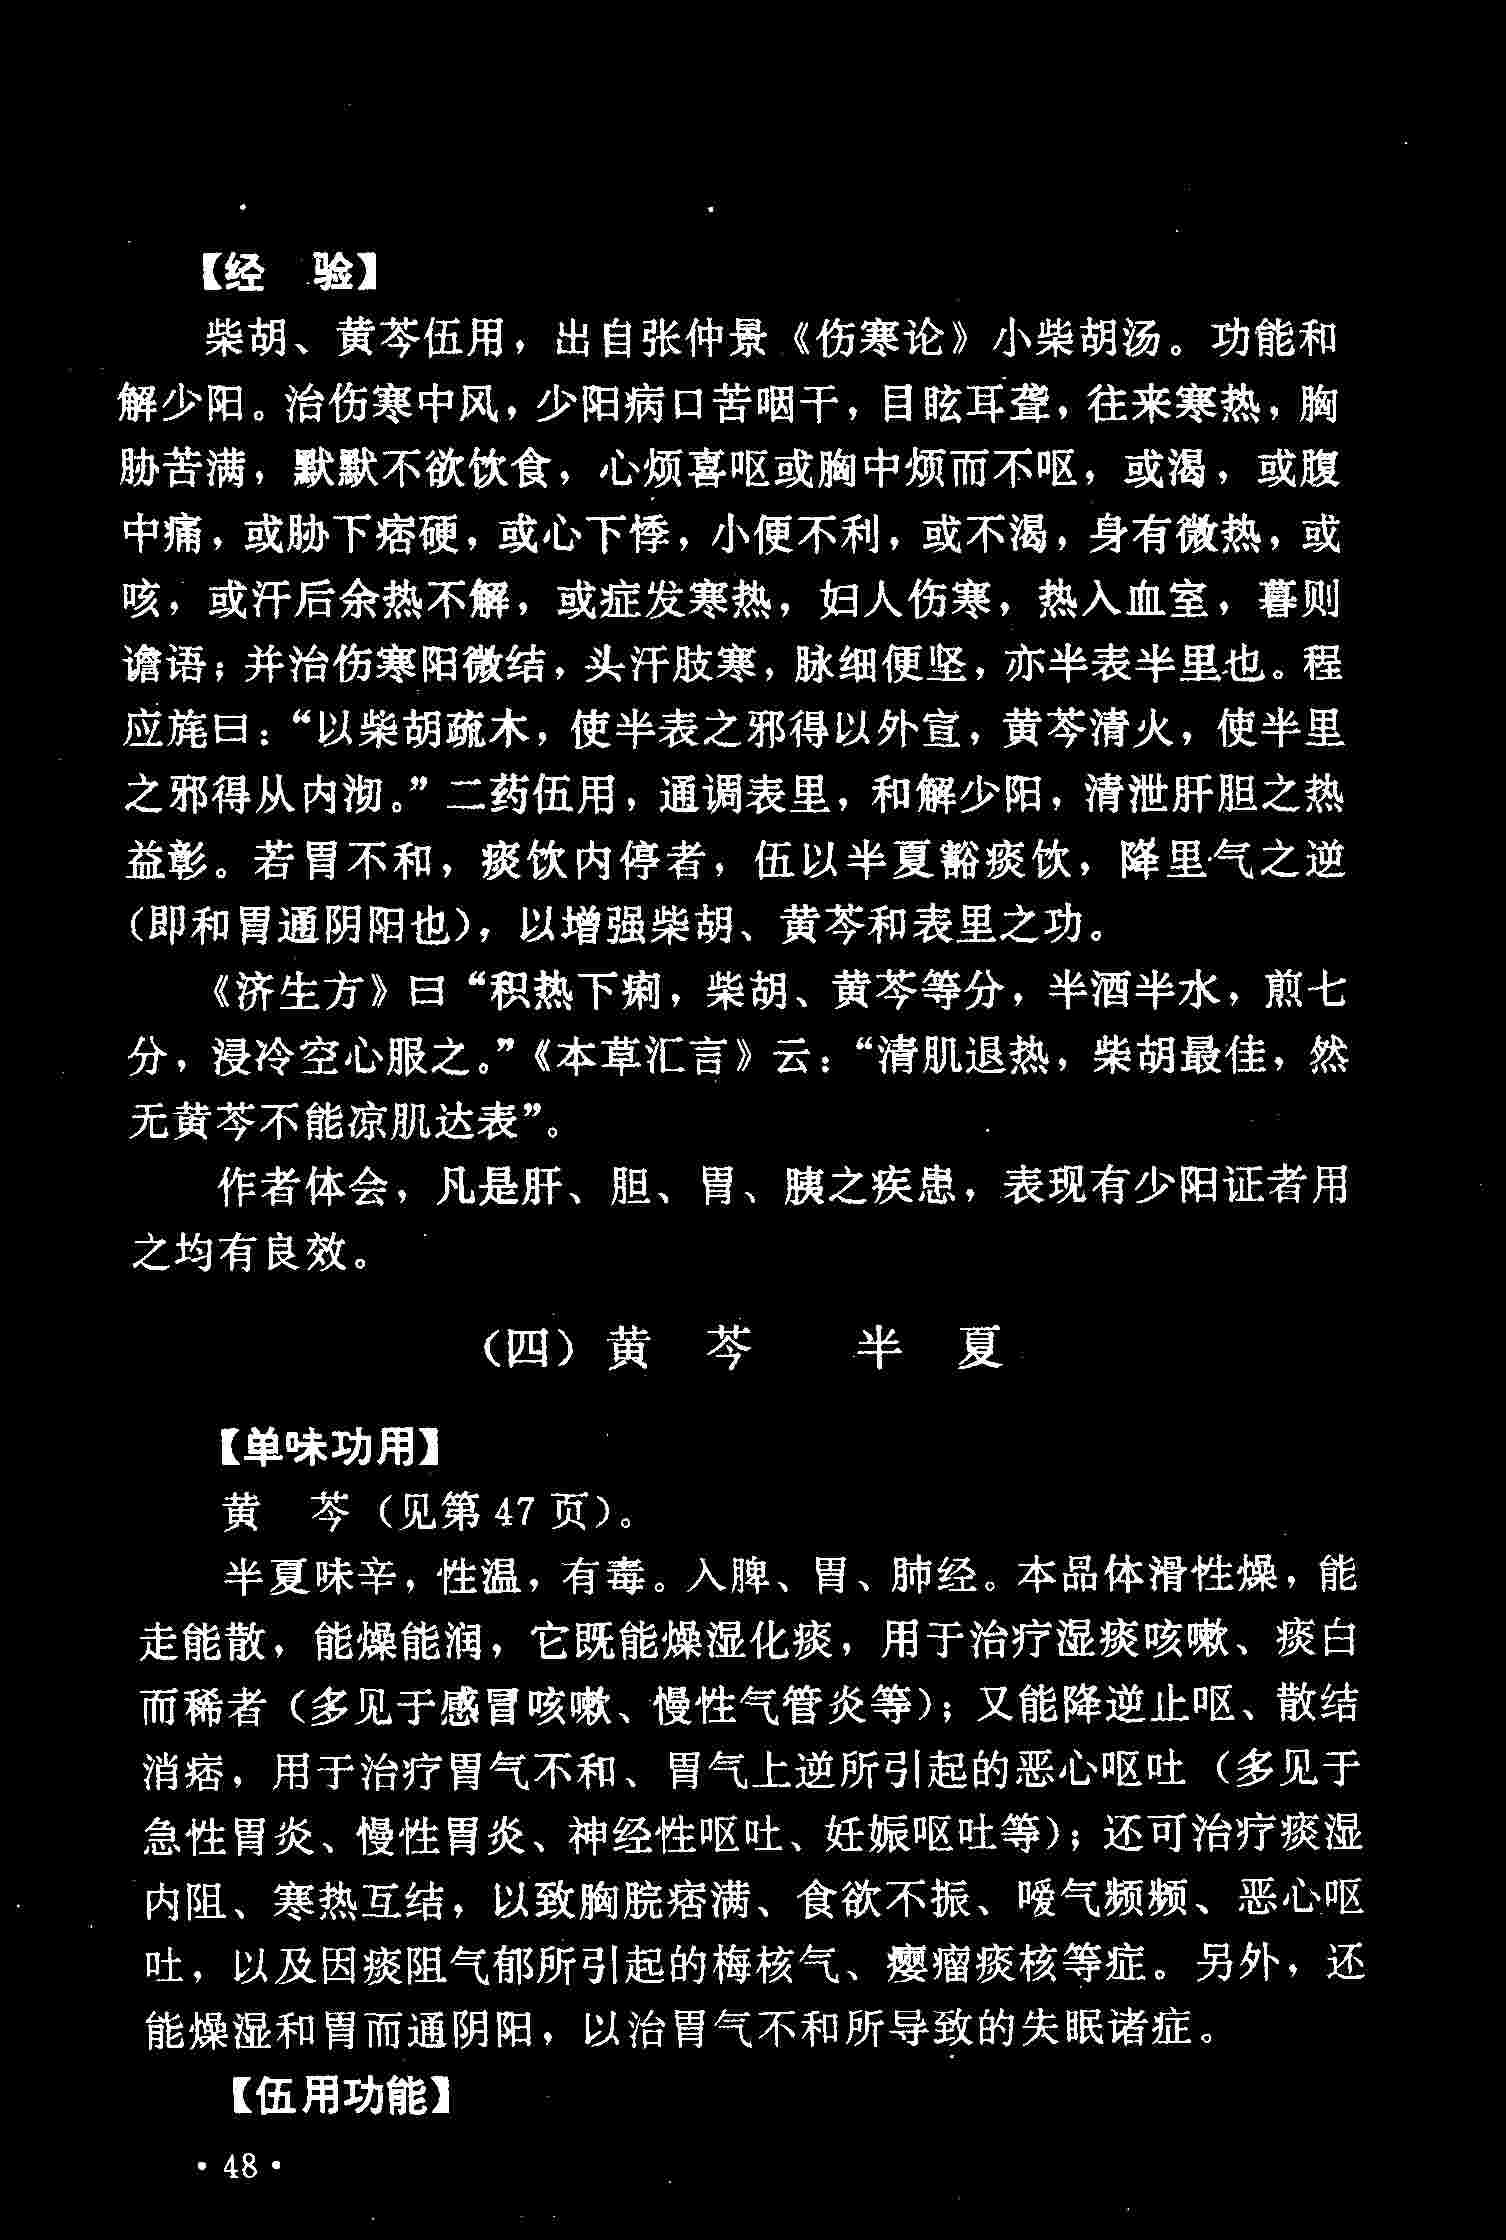 【经　验】
柴胡、黄芩伍用，出自张仲景《伤寒论》小柴胡汤。功能和
解少阳。治伤寒中风，少阳病口苦咽干，目眩耳聋，往来寒热，胸
胁苦满，默默不欲饮食，心烦喜呕或胸中烦而不呕，或渴，或腹
中痛，或胁下痞硬，或心下悸，小便不利，或不渴，身有微热，或
咳，或汗后余热不解，或症发寒热，妇人伤寒，热入血室，暮则
谵语；并治伤寒阳微结，头汗肢寒，脉细便坚，亦半表半里也。程
应旄曰：“以柴胡疏木，使半表之邪得以外宣，黄芩清火，使半里
之邪得从内沏。”二药伍用，通调表里，和解少阳，清泄肝胆之热
益彰。若胃不和，痰饮内停者，伍以半夏豁痰饮，降里气之逆
（即和胃通阴阳也），以增强柴胡、黄芩和表里之功。
《济生方》曰“积热下痢，柴胡、黄芩等分，半酒半水，煎七
分，浸冷空心服之。”《本草汇言》云：“清肌退热，柴胡最佳，然
无黄芩不能凉肌达表”。
作者体会，凡是肝、胆、胃、胰之疾患，表现有少阳证者用
之均有良效。
（四）黄　芩　　半　夏
【单味功用】
黄　芩（见第 47 页）。
半夏味辛，性温，有毒。入脾、胃、肺经。本品体滑性燥，能
走能散，能燥能润，它既能燥湿化痰，用于治疗湿痰咳嗽、痰白
而稀者（多见于感冒咳嗽、慢性气管炎等）；又能降逆止呕、散结
消痞，用于治疗胃气不和、胃气上逆所引起的恶心呕吐（多见于
急性胃炎、慢性胃炎、神经性呕吐、妊娠呕吐等）；还可治疗痰湿
内阻、寒热互结，以致胸脘痞满、食欲不振、嗳气频频、恶心呕
吐，以及因痰阻气郁所引起的梅核气、瘿瘤痰核等症。另外，还
能燥湿和胃而通阴阳，以治胃气不和所导致的失眠诸症。
【伍用功能】
· 48 ·